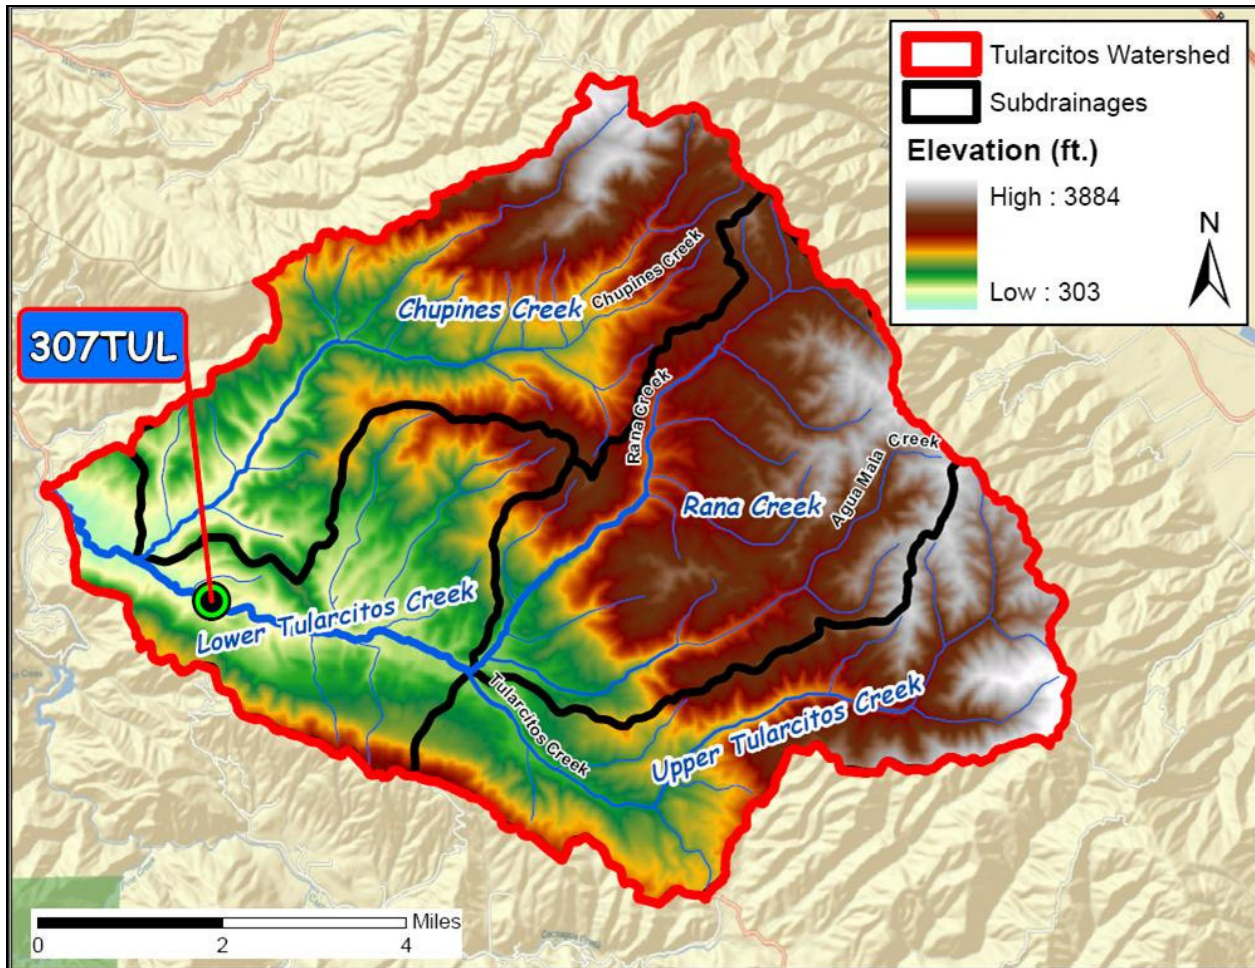 Tularcitos Watershed
Subdrainages
Elevation (ft.)
High : 3884
Low : 303
N
307TUL
Chupines Creek
Chupines Creek
Rana Creek
Agua Mala Creek
Rana Creek
Lower Tularcitos Creek
Tularcitos Creek
Upper Tularcitos Creek
Miles
0 2 4